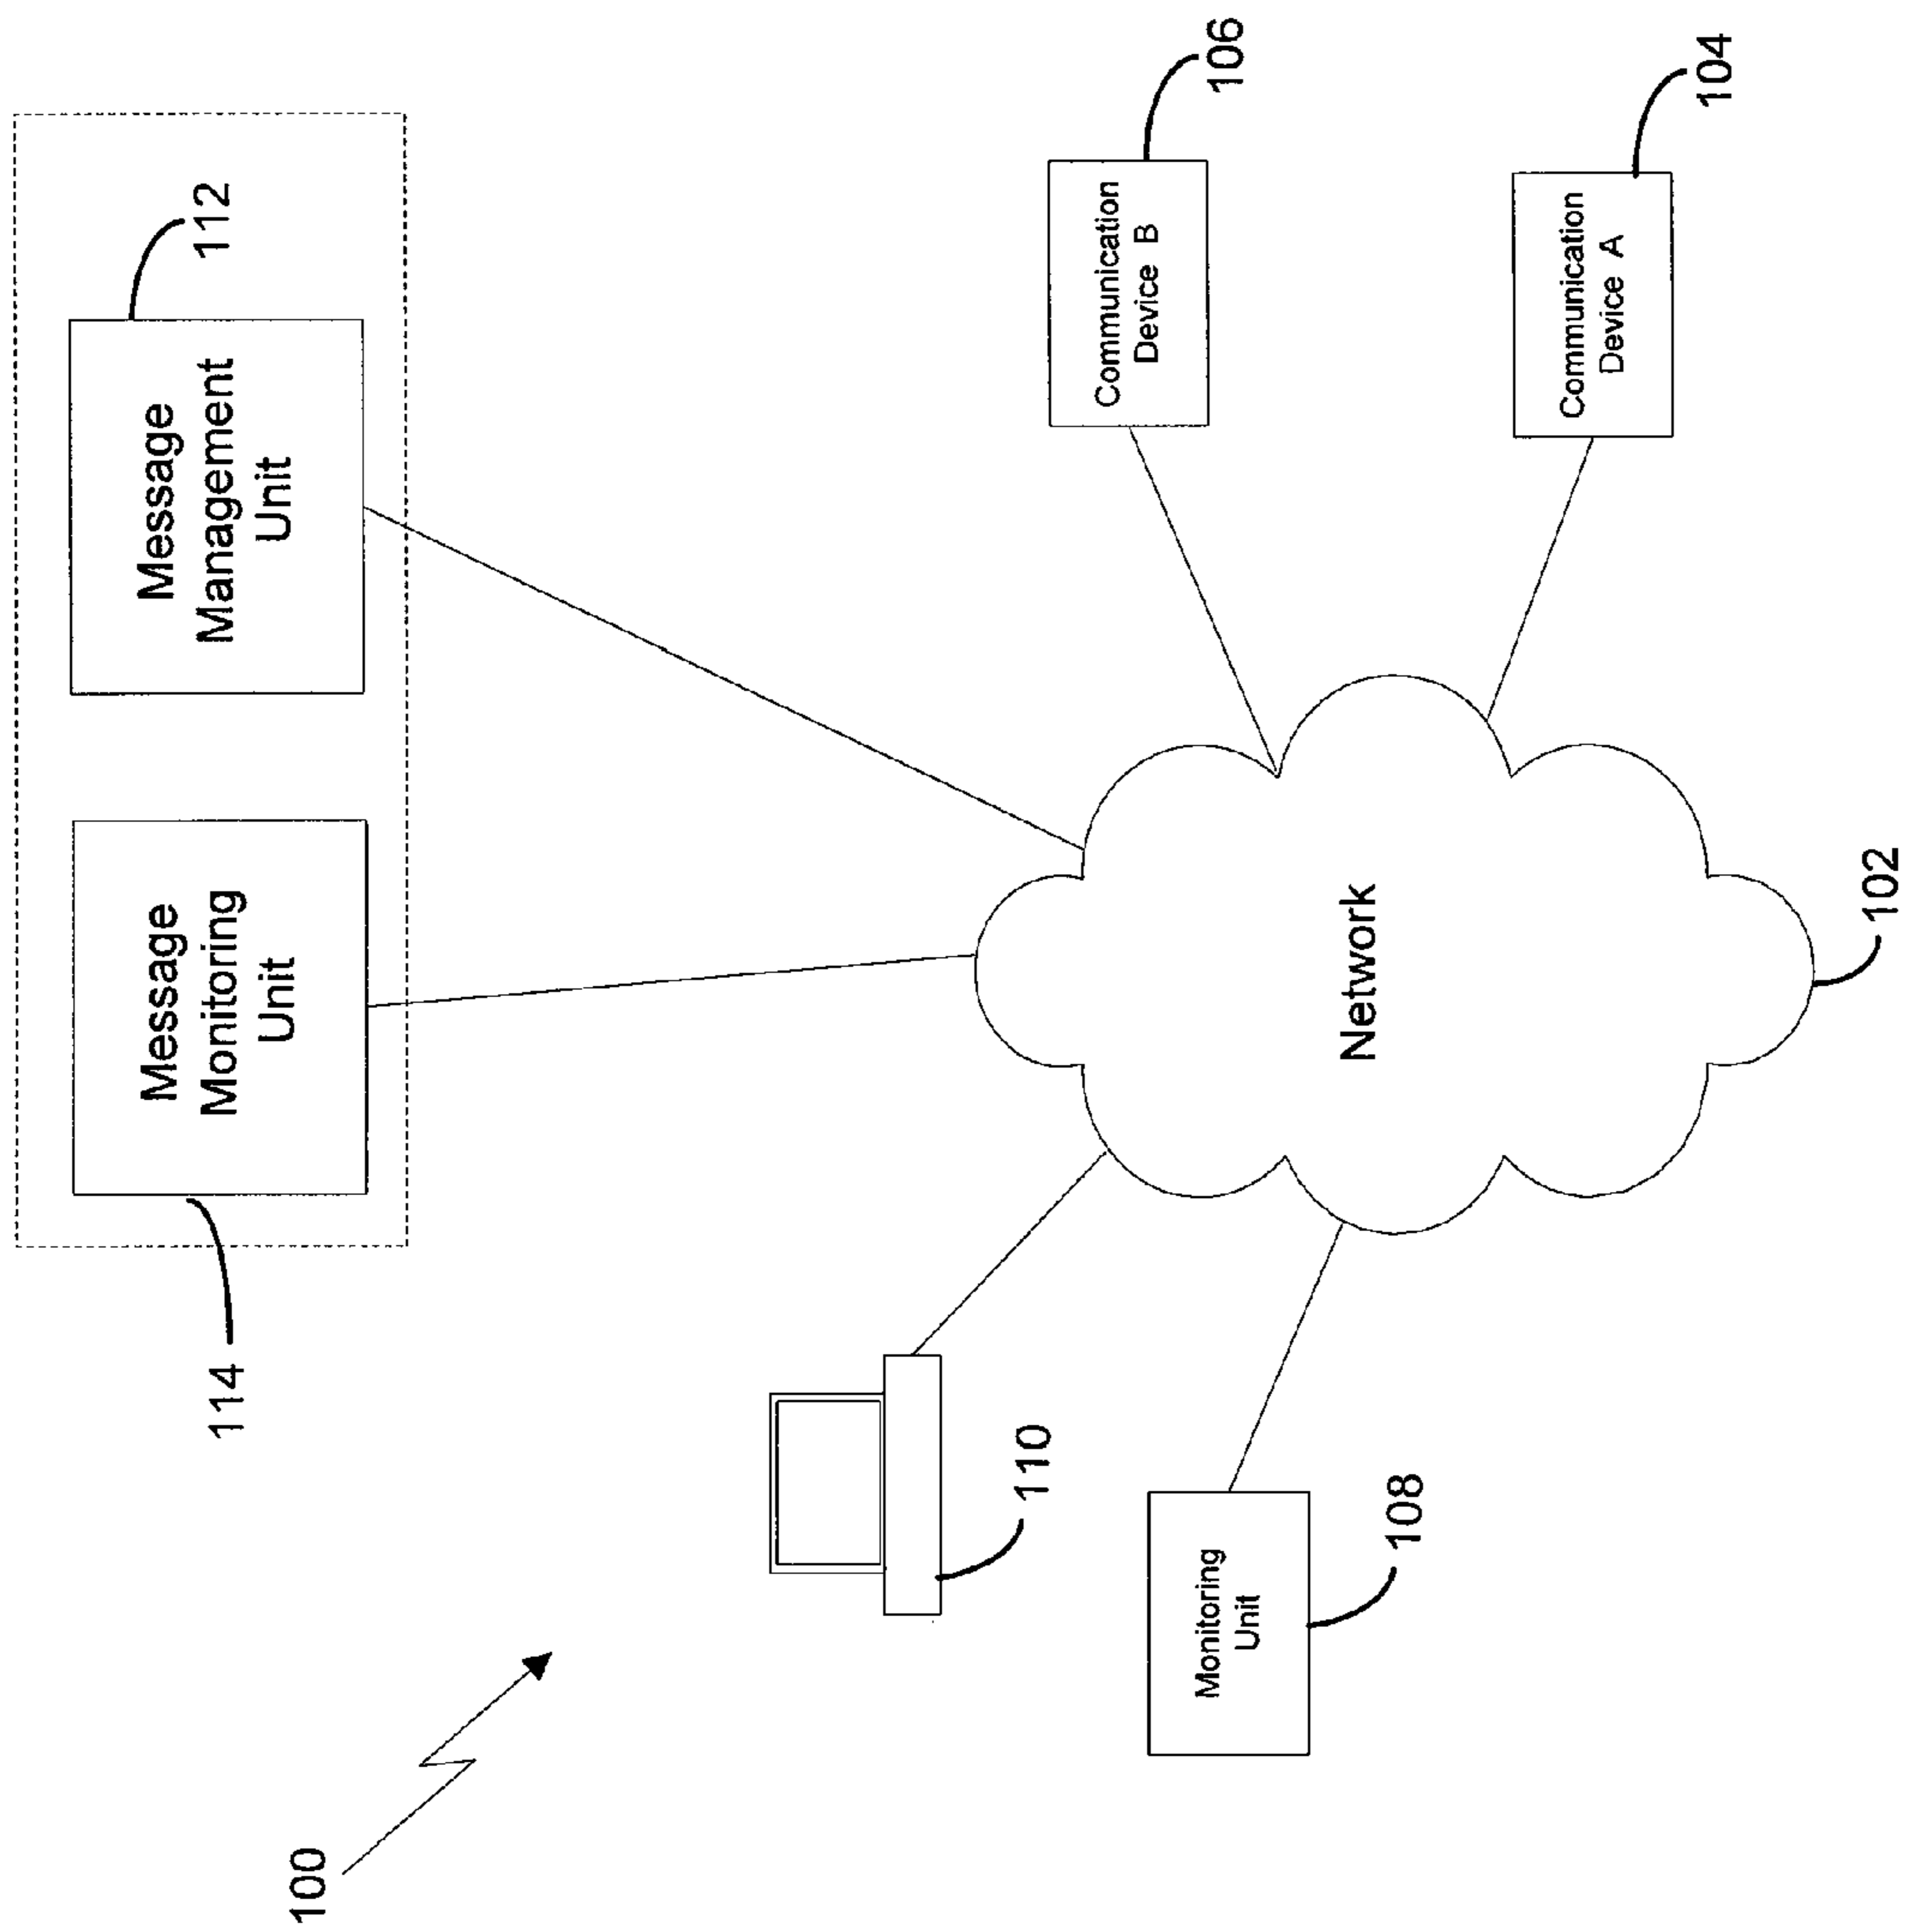 100
114
Message
Monitoring
Unit
Message
Management
Unit
112
110
Monitoring
Unit
108
Network
102
Communication
Device B
106
Communication
Device A
104